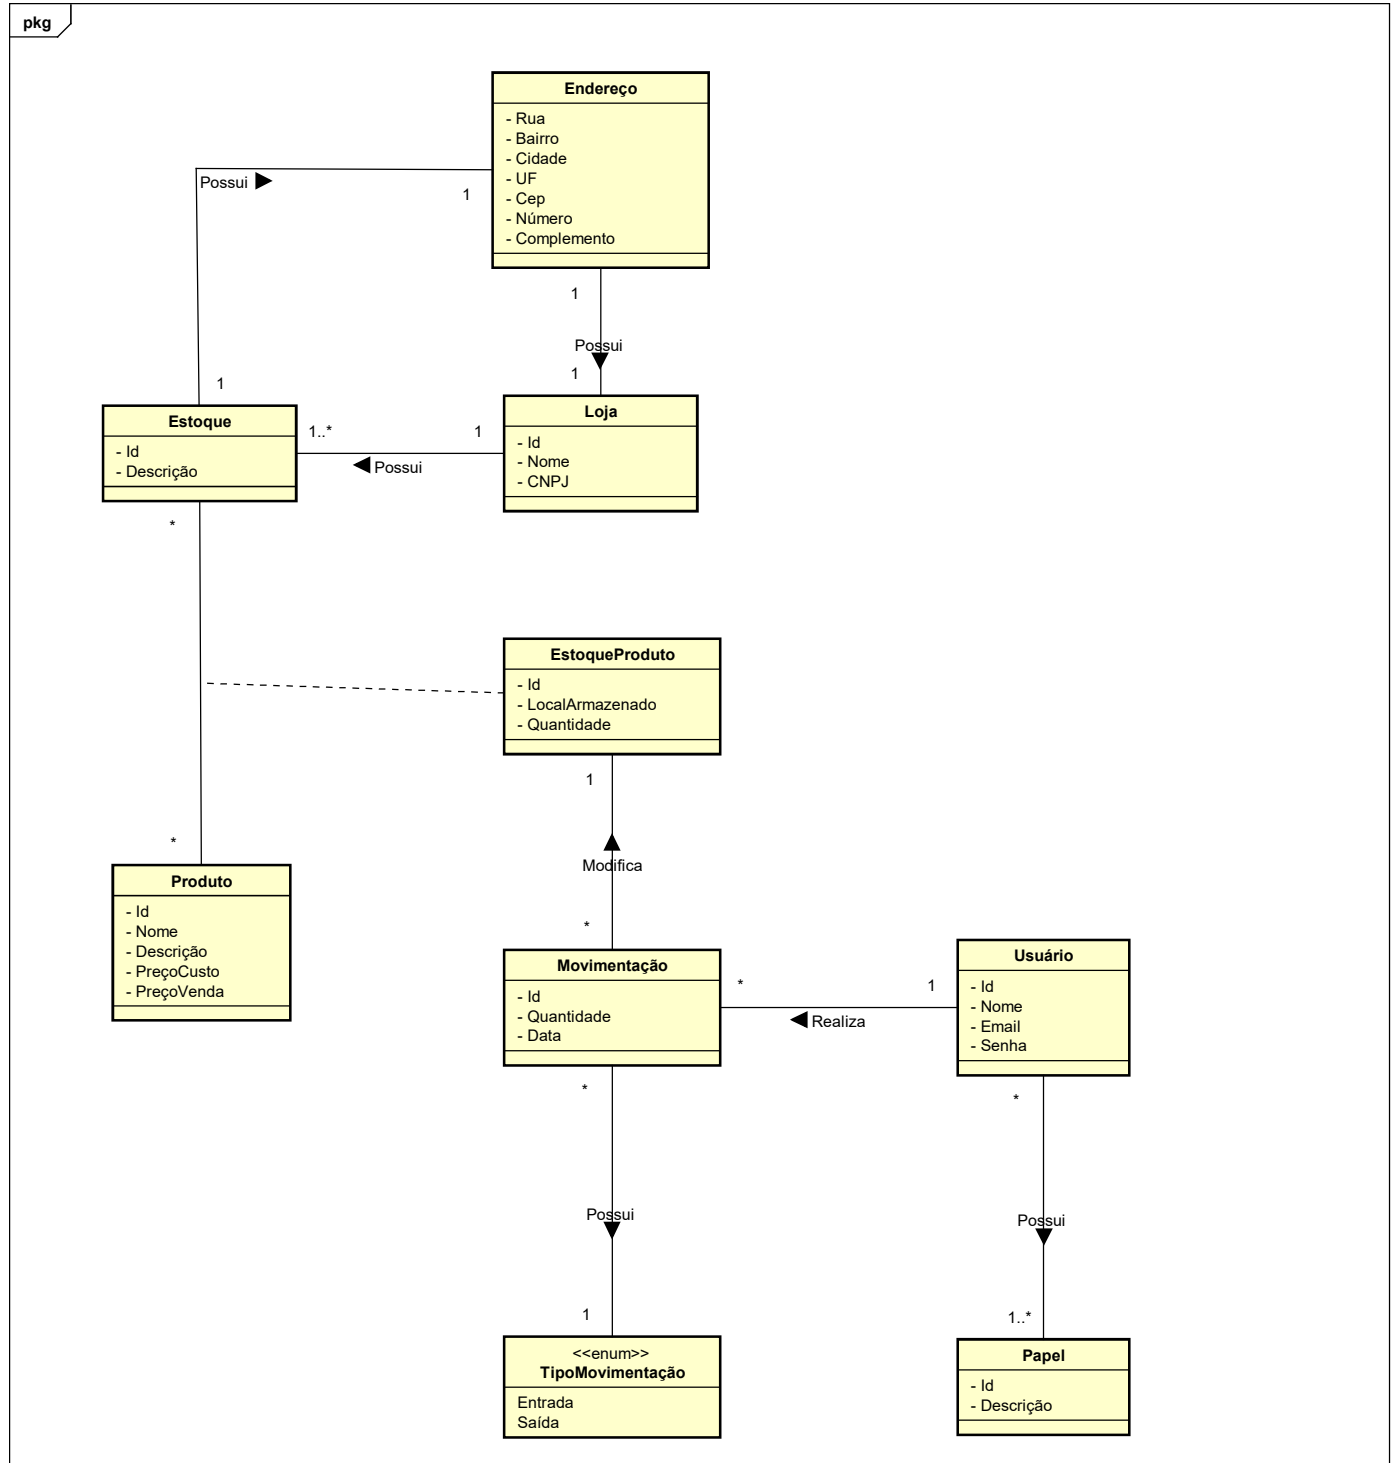 pkg
Endereço
- Rua
- Bairro
- Cidade
- UF
- Cep
- Número
- Complemento
Possui
1
1
Possui
1
1
Estoque
- Id
- Descrição
1..*
1
Possui
Loja
- Id
- Nome
- CNPJ
*
EstoqueProduto
- Id
- LocalArmazenado
- Quantidade
1
Modifica
*
*
Produto
- Id
- Nome
- Descrição
- PreçoCusto
- PreçoVenda
Movimentação
- Id
- Quantidade
- Data
*
1
Realiza
Usuário
- Id
- Nome
- Email
- Senha
*
Possui
1
*
Possui
1..*
<<enum>>
TipoMovimentação
Entrada
Saída
Papel
- Id
- Descrição